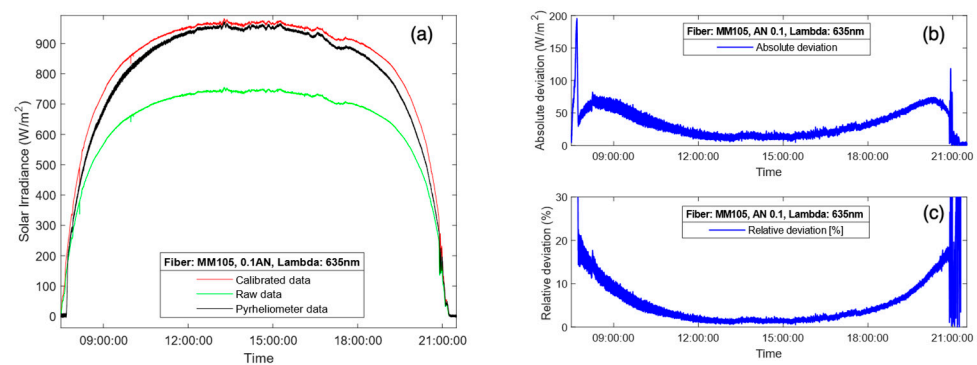 (a)
Solar Irradiance (W/m²)
900
800
700
600
500
400
300
200
100
0
Fiber: MM105, 0.1AN, Lambda: 635nm
Calibrated data
Raw data
Pyrheliometer data
09:00:00
12:00:00
15:00:00
18:00:00
21:00:00
Time
(b)
Absolute deviation (W/m²)
200
150
100
50
0
Fiber: MM105, AN 0.1, Lambda: 635nm
Absolute deviation
09:00:00
12:00:00
15:00:00
18:00:00
21:00:00
Time
(c)
Relative deviation (%)
30
20
10
0
Fiber: MM105, AN 0.1, Lambda: 635nm
Relative deviation [%]
09:00:00
12:00:00
15:00:00
18:00:00
21:00:00
Time